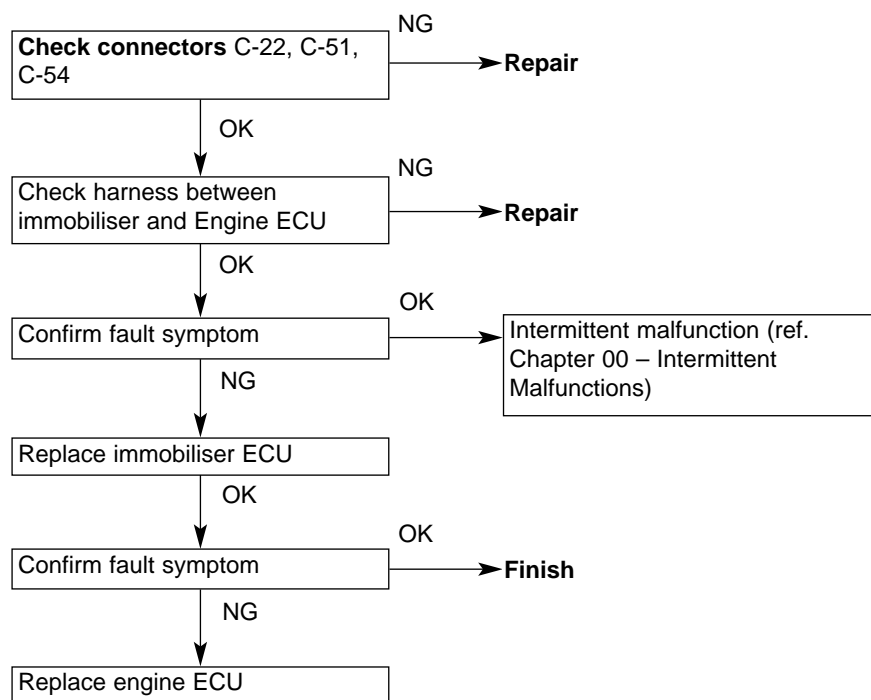 NG
Check connectors C-22, C-51,
C-54
Repair
OK
NG
Check harness between
immobiliser and Engine ECU
Repair
OK
OK
Confirm fault symptom
Intermittent malfunction (ref.
Chapter 00 – Intermittent
Malfunctions)
NG
Replace immobiliser ECU
OK
OK
Confirm fault symptom
Finish
NG
Replace engine ECU